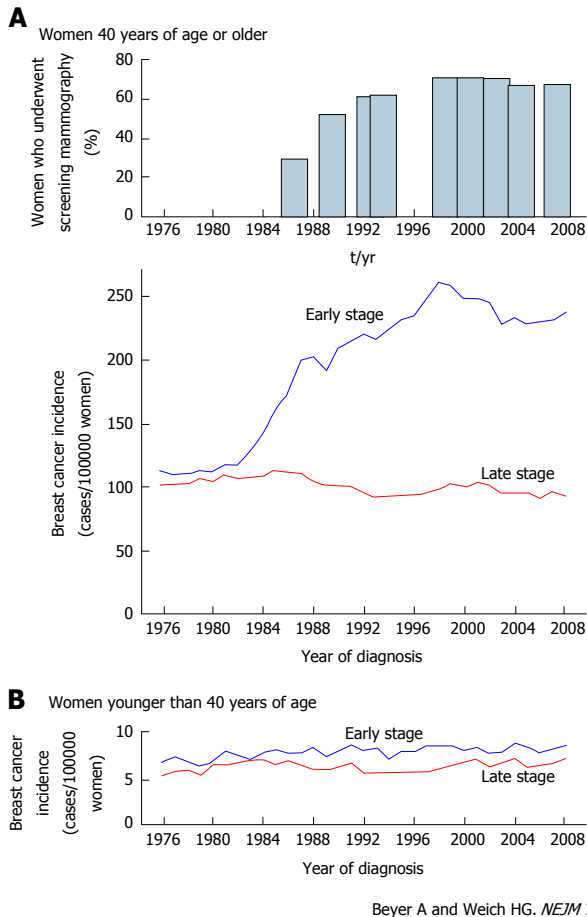 A Women 40 years of age or older
Women who underwent
screening mammography
(%)
80
60
40
20
0
1976 1980 1984 1988 1992 1996 2000 2004 2008
t/yr
Breast cancer incidence
(cases/100000 women)
250
200
150
100
50
0
Early stage
Late stage
1976 1980 1984 1988 1992 1996 2000 2004 2008
Year of diagnosis
B Women younger than 40 years of age
Breast cancer
incidence
(cases/100000
women)
10
5
0
Early stage
Late stage
1976 1980 1984 1988 1992 1996 2000 2004 2008
Year of diagnosis
Beyer A and Weich HG. NEJM